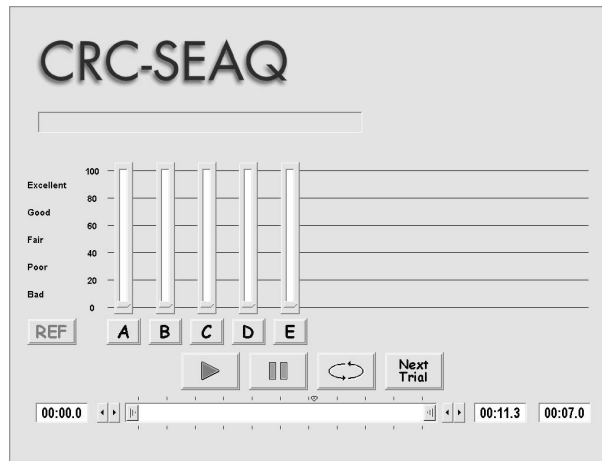 CRC-SEAQ
100
Excellent
80
Good
60
Fair
40
Poor
20
Bad
0
REF A B C D E
Next
Trial
00:00.0 00:11.3 00:07.0